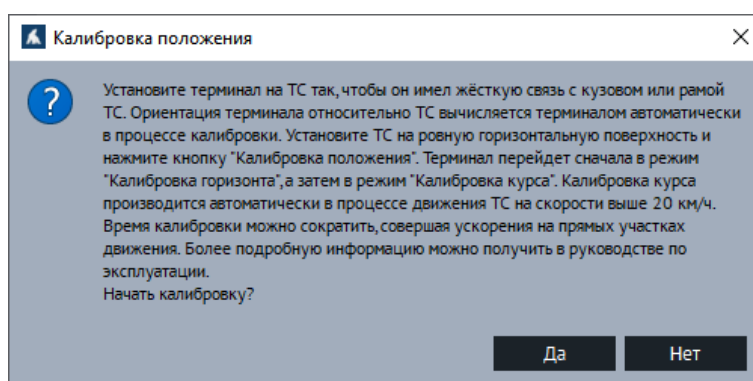 Калибровка положения
Установите терминал на ТС так, чтобы он имел жёсткую связь с кузовом или рамой
ТС. Ориентация терминала относительно ТС вычисляется терминалом автоматически
в процессе калибровки. Установите ТС на ровную горизонтальную поверхность и
нажмите кнопку "Калибровка положения". Терминал перейдет сначала в режим
"Калибровка горизонта", а затем в режим "Калибровка курса". Калибровка курса
производится автоматически в процессе движения ТС на скорости выше 20 км/ч.
Время калибровки можно сократить, совершая ускорения на прямых участках
движения. Более подробную информацию можно получить в руководстве по
эксплуатации.
Начать калибровку?
Да
Нет